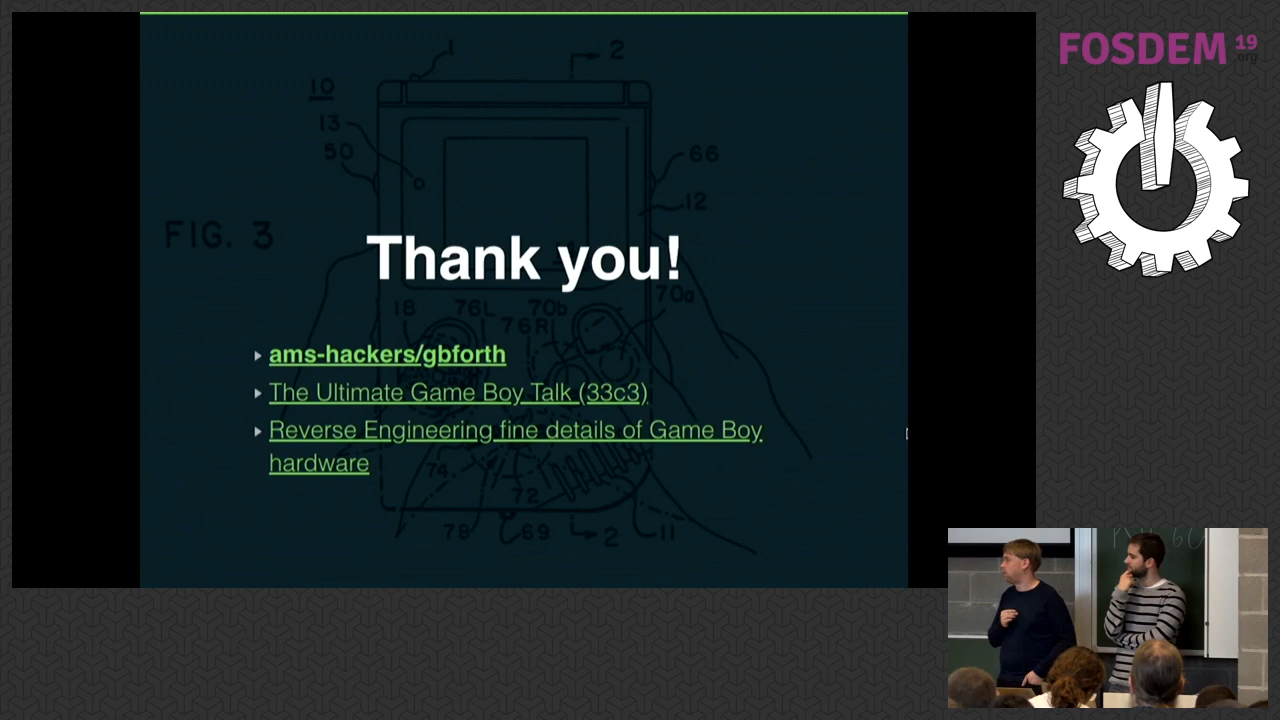 FOSDEM 19
.org
1
2
10
13
50
66
12
FIG. 3
Thank you!
18
76L
70b
70a
76R
ams-hackers/gbforth
The Ultimate Game Boy Talk (33c3)
Reverse Engineering fine details of Game Boy
hardware
74
72
78
69
2
11